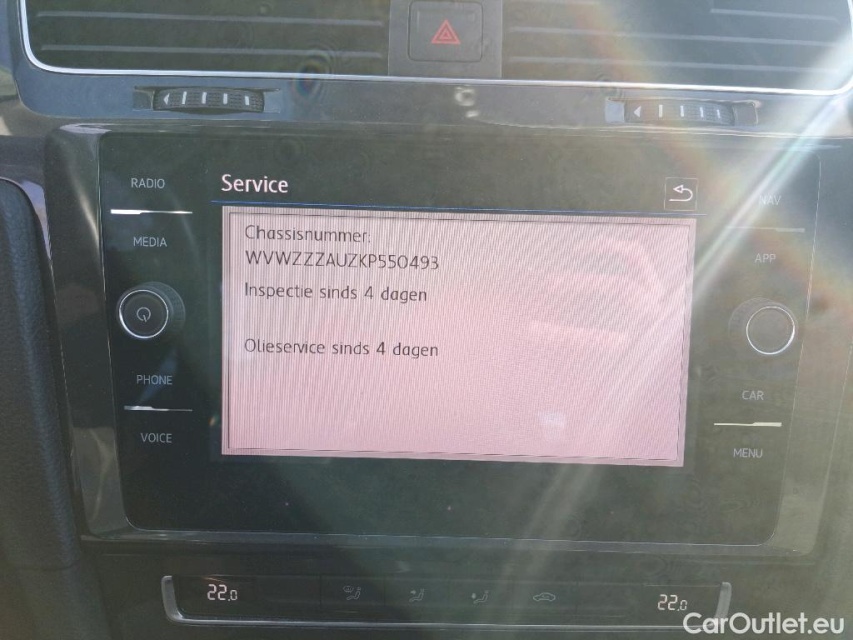 RADIO
Service
NAV
MEDIA
Chassisnummer:
WVWZZZAUZKP550493
APP
Inspectie sinds 4 dagen
Olieservice sinds 4 dagen
PHONE
CAR
VOICE
MENU
22.0
22.0
CarOutlet.eu